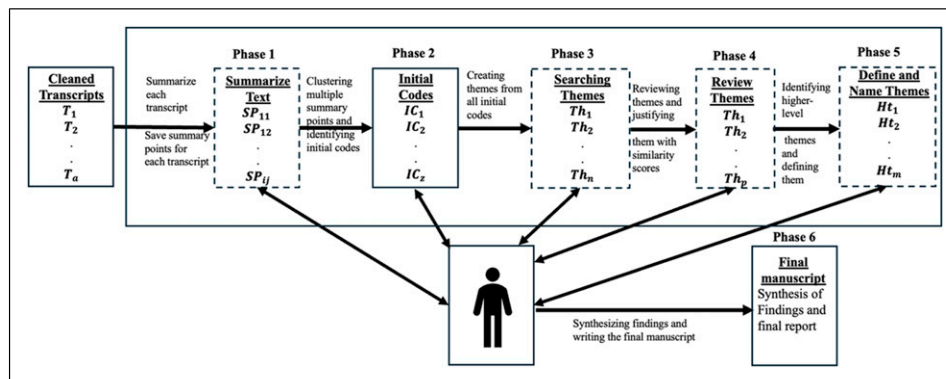 Phase 1
Phase 2
Phase 3
Phase 4
Phase 5
Cleaned
Transcripts
T₁
T₂
.
.
Tₐ
Summarize
each
transcript
Save summary
points for
each transcript
Summarize
Text
SP₁₁
SP₁₂
.
.
SPᵢⱼ
Clustring
multiple
summary
points and
identifying
initial codes
Initial
Codes
IC₁
IC₂
.
.
IC_z
Creating
themes from
all initial
codes
Searching
Themes
Th₁
Th₂
.
.
Thₙ
Reviewing
themes and
justifying
them with
similarity
scores
Review
Themes
Th₁
Th₂
.
.
Thₚ
Identifying
higher-
level
themes and
defining
them
Define and
Name Themes
Ht₁
Ht₂
.
.
Htₘ
Synthesizing findings and
writing the final manuscript
Phase 6
Final
manuscript
Synthesis of
Findings and
final report